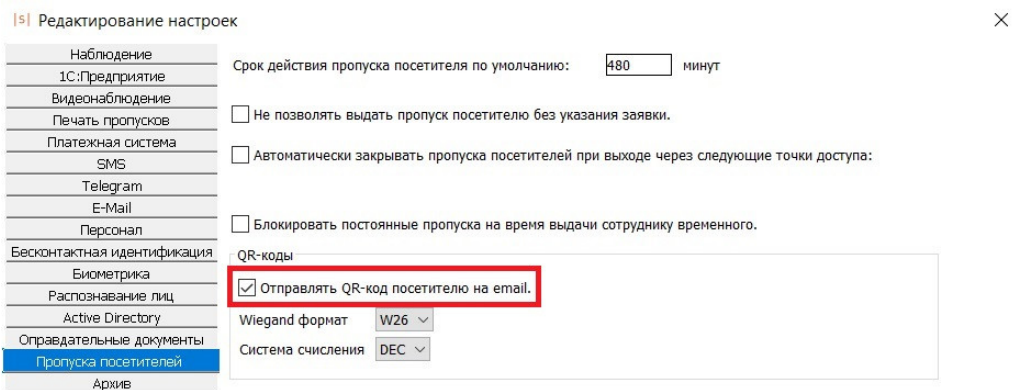 |s| Редактирование настроек
Наблюдение
1С:Предприятие
Видеонаблюдение
Печать пропусков
Платежная система
SMS
Telegram
E-Mail
Персонал
Бесконтактная идентификация
Биометрика
Распознавание лиц
Active Directory
Оправдательные документы
Пропуска посетителей
Архив
Срок действия пропуска посетителя по умолчанию: 480 минут
Не позволять выдать пропуск посетителю без указания заявки.
Автоматически закрывать пропуска посетителей при выходе через следующие точки доступа:
Блокировать постоянные пропуска на время выдачи сотруднику временного.
QR-коды
Отправлять QR-код посетителю на email.
Wiegand формат W26
Система счисления DEC